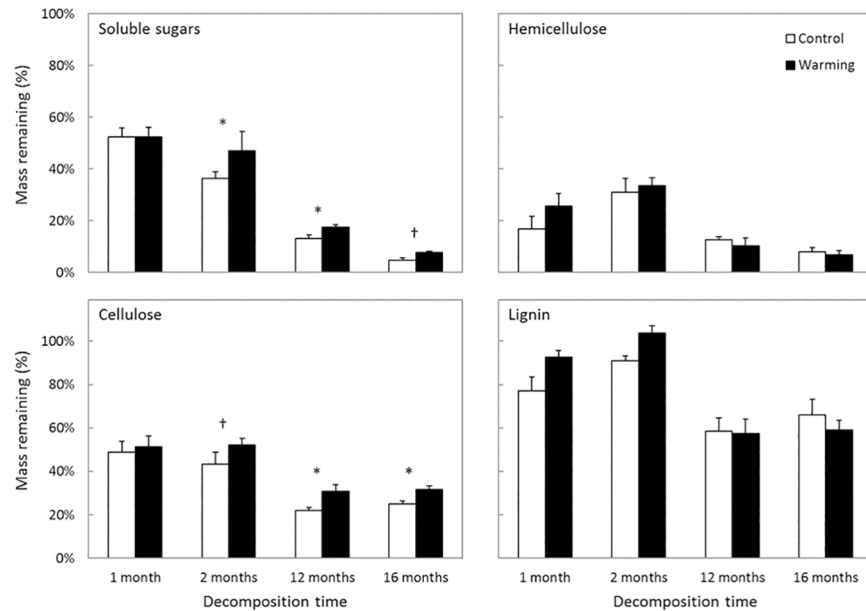 Soluble sugars
Mass remaining (%)
100%
80%
60%
40%
20%
0%
*
*
†
Hemicellulose
Control
Warming
Cellulose
Mass remaining (%)
100%
80%
60%
40%
20%
0%
†
*
*
1 month
2 months
12 months
16 months
Decomposition time
Lignin
1 month
2 months
12 months
16 months
Decomposition time